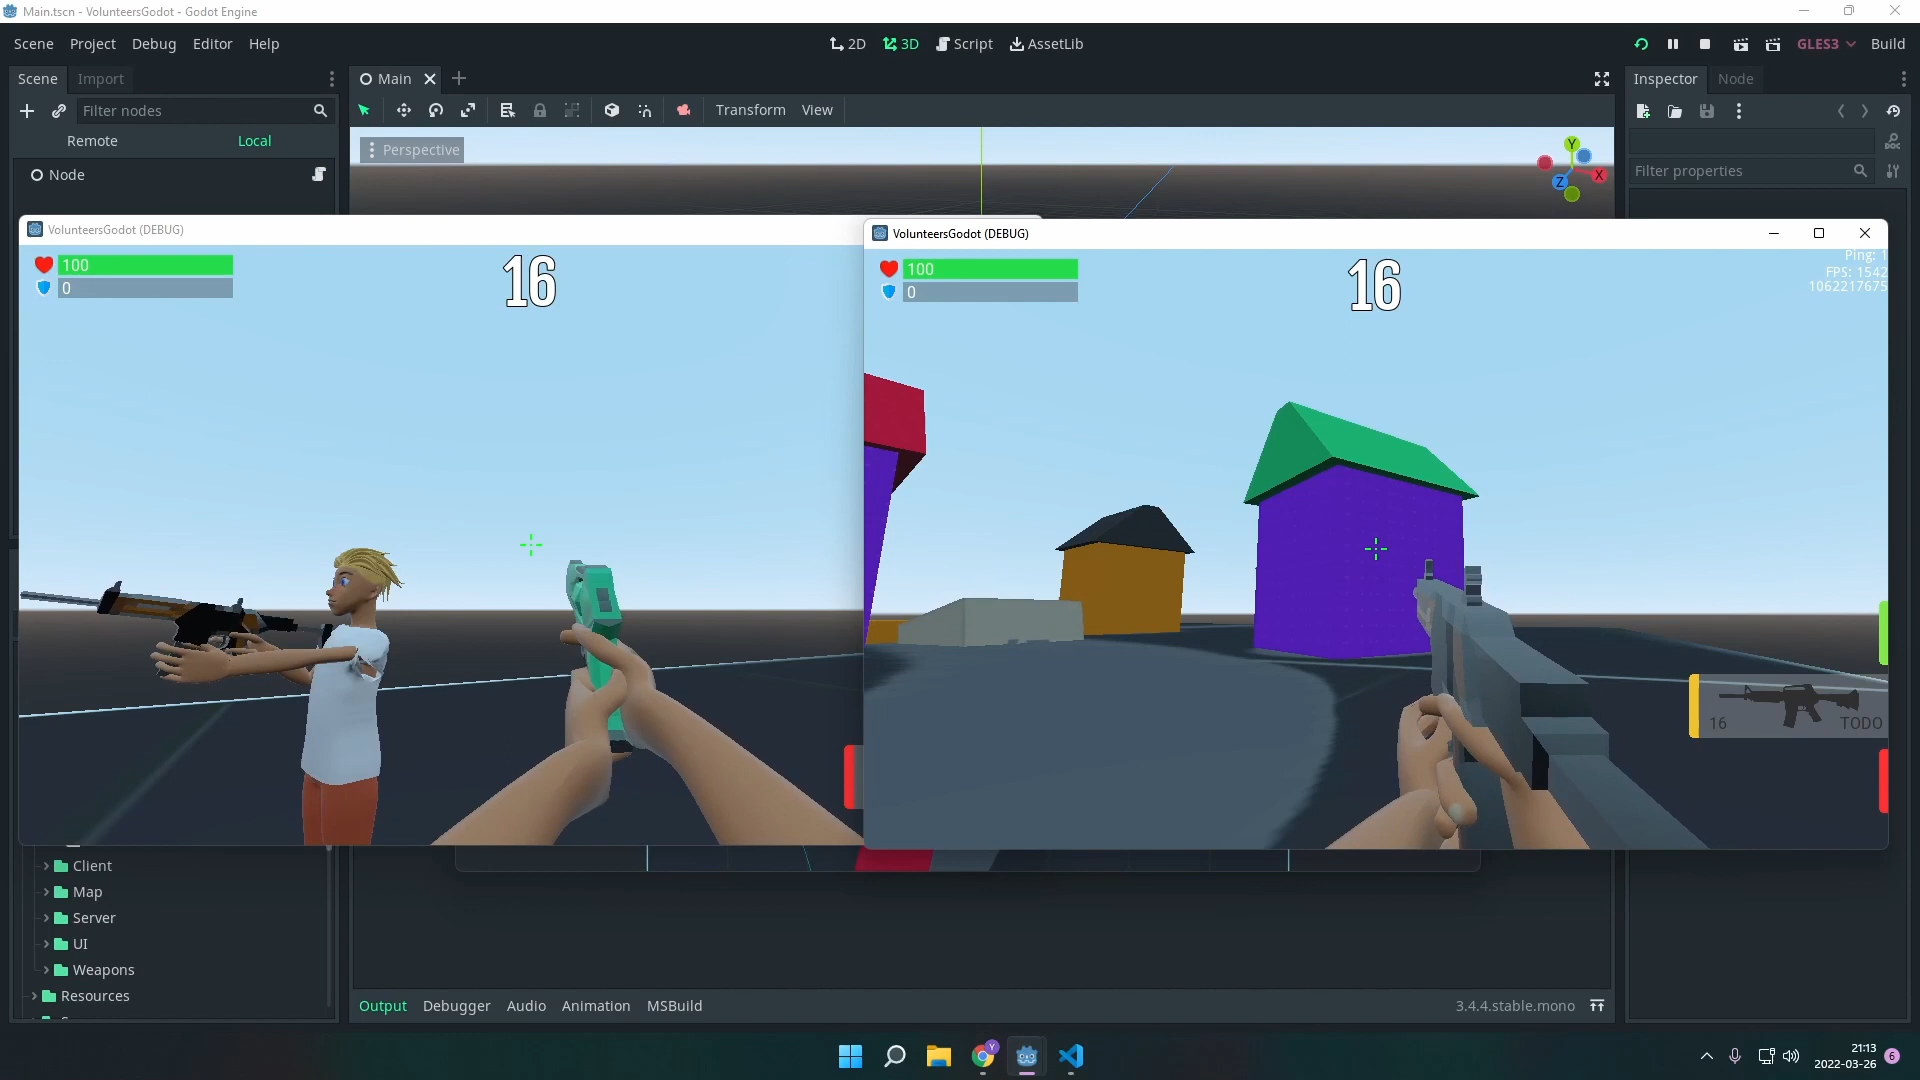 Main.tscn - VolunteersGodot - Godot Engine
Scene Project Debug Editor Help
2D 3D Script AssetLib
GLES3 Build
Scene Import
Main
Inspector Node
Filter nodes
Transform View
Remote Local
Perspective
Y
X
Z
DOC
Filter properties
Node
VolunteersGodot (DEBUG)
100
0
16
VolunteersGodot (DEBUG)
100
0
16
Ping: 1
FPS: 1542
1062217675
16 TODO
Client
Map
Server
UI
Weapons
Resources
Output Debugger Audio Animation MSBuild
3.4.4.stable.mono
Y
21:13
2022-03-26
6